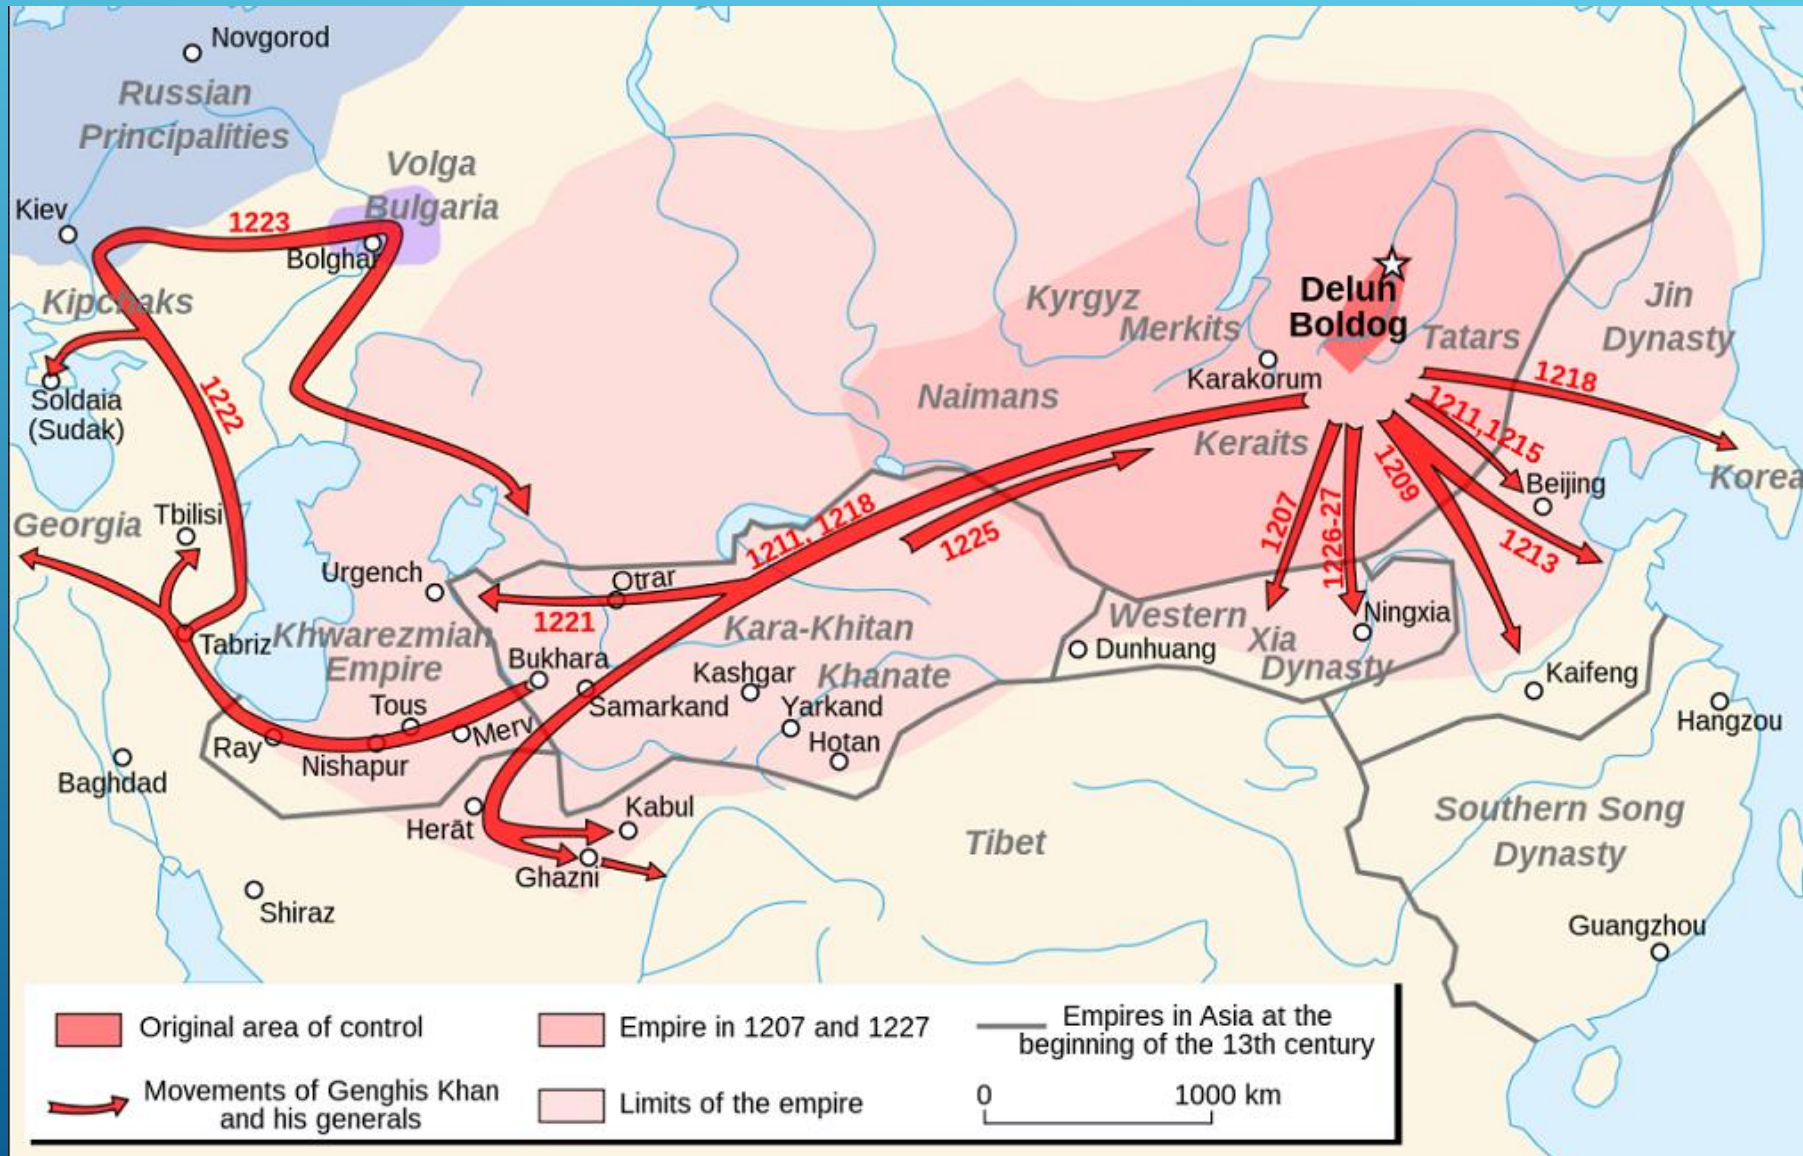 Novgorod
Russian
Principalities
Volga
Bulgaria
Kiev
1223
Bolghar
Kipchaks
Soldaia
(Sudak)
1222
Georgia
Tbilisi
Tabriz
Urgench
Khwarezmian
Empire
Otrar
1221
1211, 1218
1225
Bukhara
Samarkand
Tous
Merv
Ray
Nishapur
Baghdad
Shiraz
Herāt
Kabul
Ghazni
Kara-Khitan
Khanate
Kashgar
Yarkand
Hotan
Tibet
Kyrgyz
Merkits
Naimans
Karakorum
Keraits
Delun
Boldog
Tatars
Jin
Dynasty
1218
1211,1215
1209
1213
1207
1226-27
Beijing
Korea
Western
Xia
Dynasty
Ningxia
Dunhuang
Kaifeng
Hangzou
Southern Song
Dynasty
Guangzhou
Original area of control
Movements of Genghis Khan
and his generals
Empire in 1207 and 1227
Limits of the empire
Empires in Asia at the
beginning of the 13th century
0 1000 km